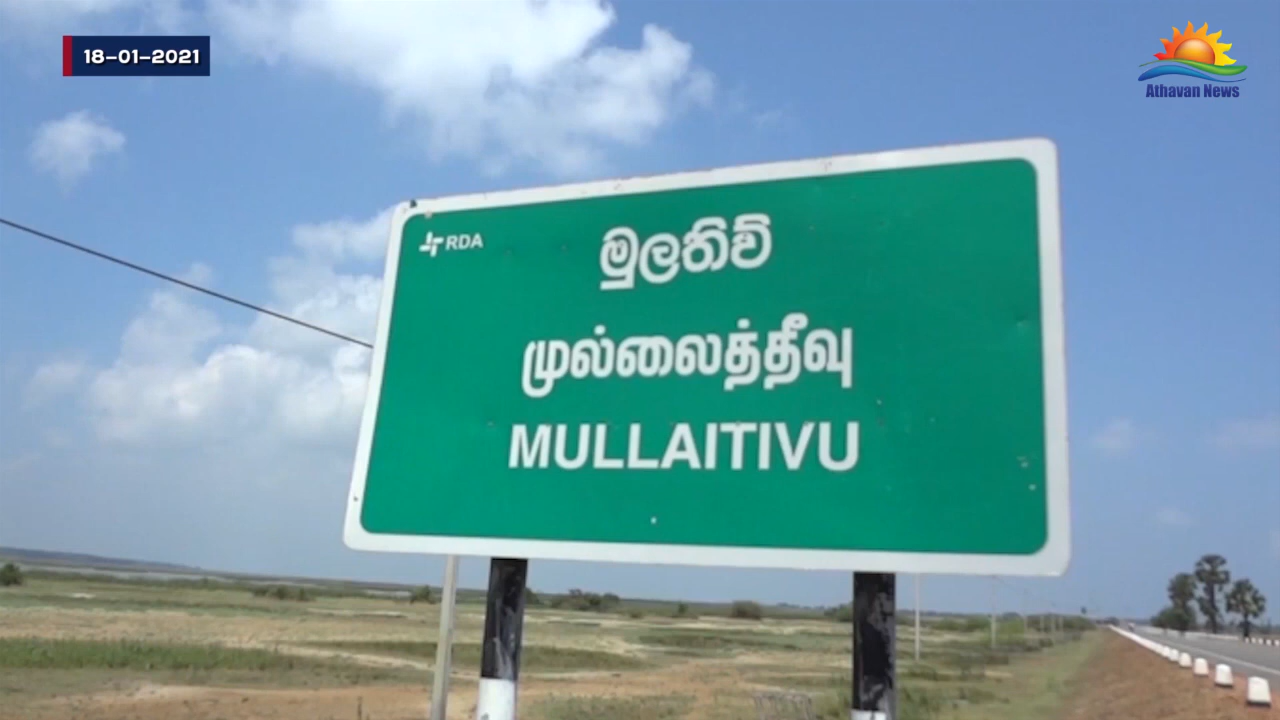 18-01-2021
Athavan News
RDA
මුලතිව්
முல்லைத்தீவு
MULLAITIVU